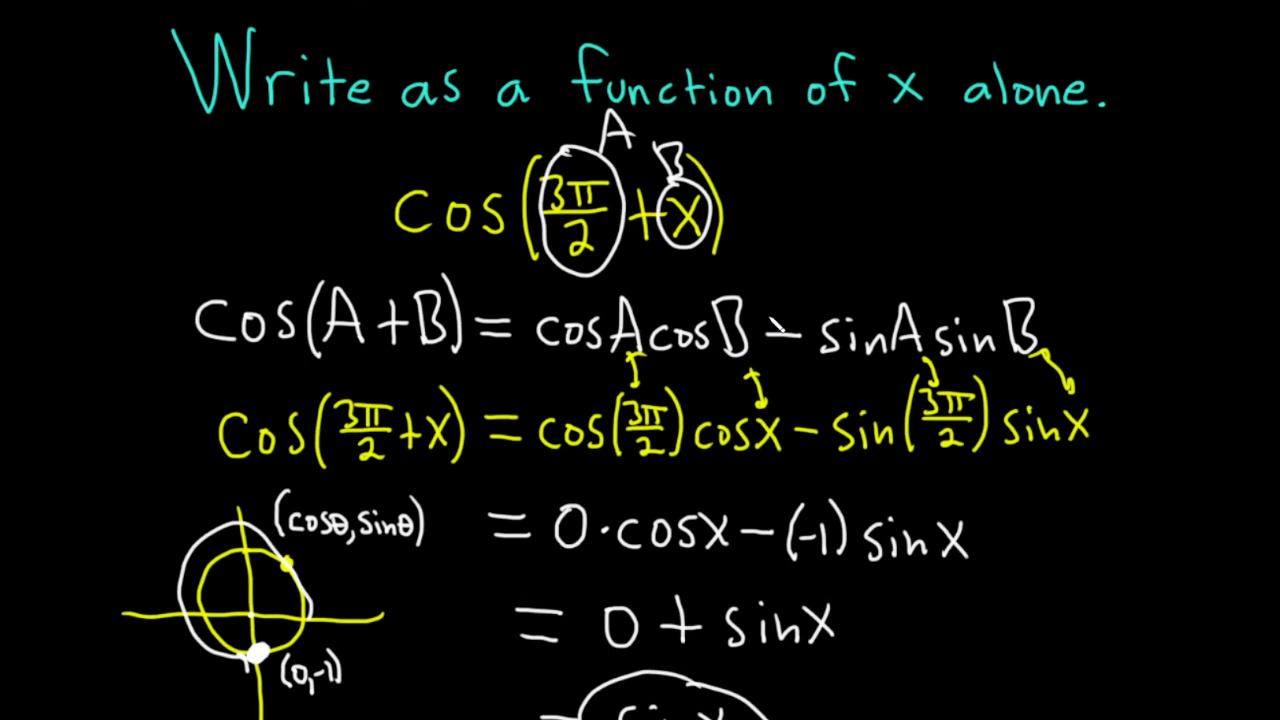 Write as a function of x alone.
A B
cos(3π/2 + x)
cos(A+B) = cosAcosB - sinAsinB
cos(3π/2 + x) = cos(3π/2)cosx - sin(3π/2)sinx
(cosθ, sinθ)
= 0·cosx - (-1) sinx
= 0 + sinx
(0,-1)
= sinx